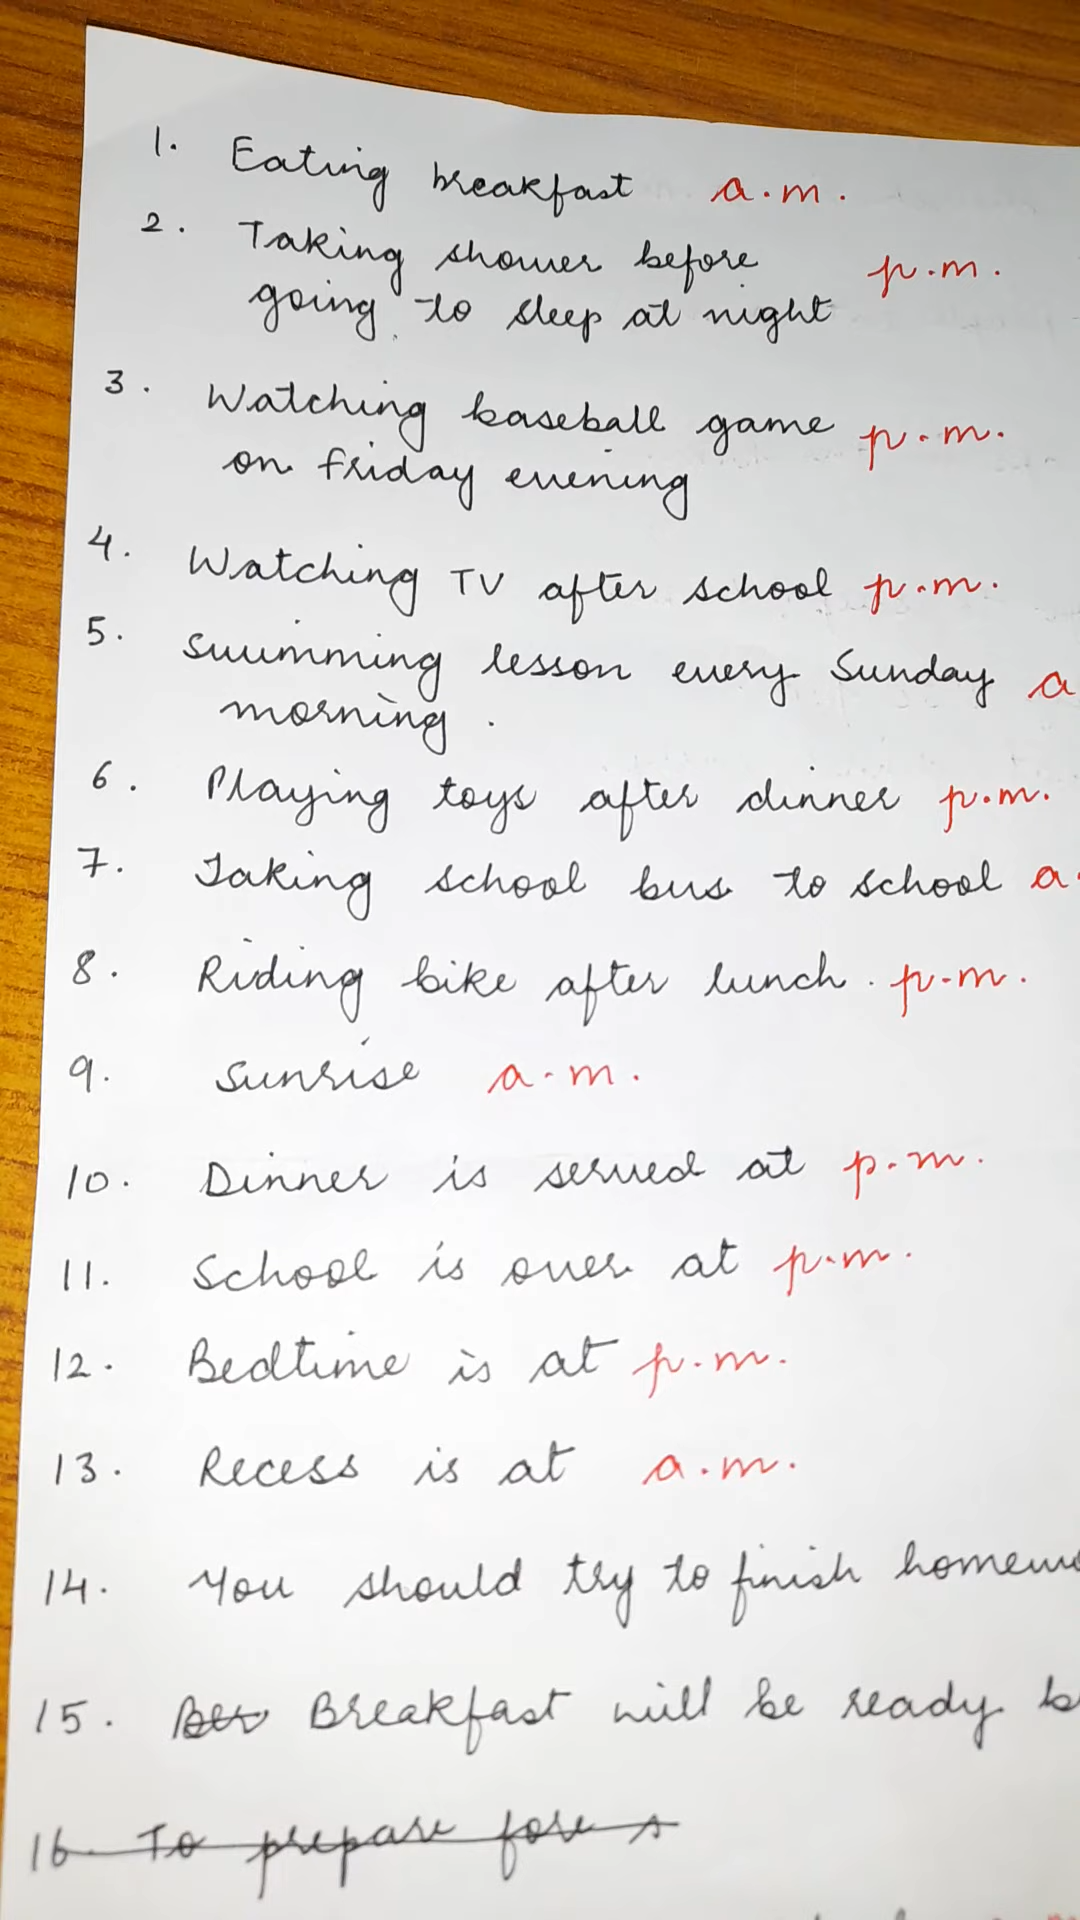 1. Eating breakfast a.m.
2. Taking shower before p.m.
going to sleep at night
3. Watching baseball game p.m.
on friday evening
4. Watching TV after school p.m.
5. Swimming lesson every Sunday a
morning.
6. Playing toys after dinner p.m.
7. Taking school bus to school a.
8. Riding bike after lunch. p.m.
9. Sunrise a.m.
10. Dinner is served at p.m.
11. School is over at p.m.
12. Bedtime is at p.m.
13. Recess is at a.m.
14. You should try to finish
15. Breakfast will be ready
16. To prepare for s